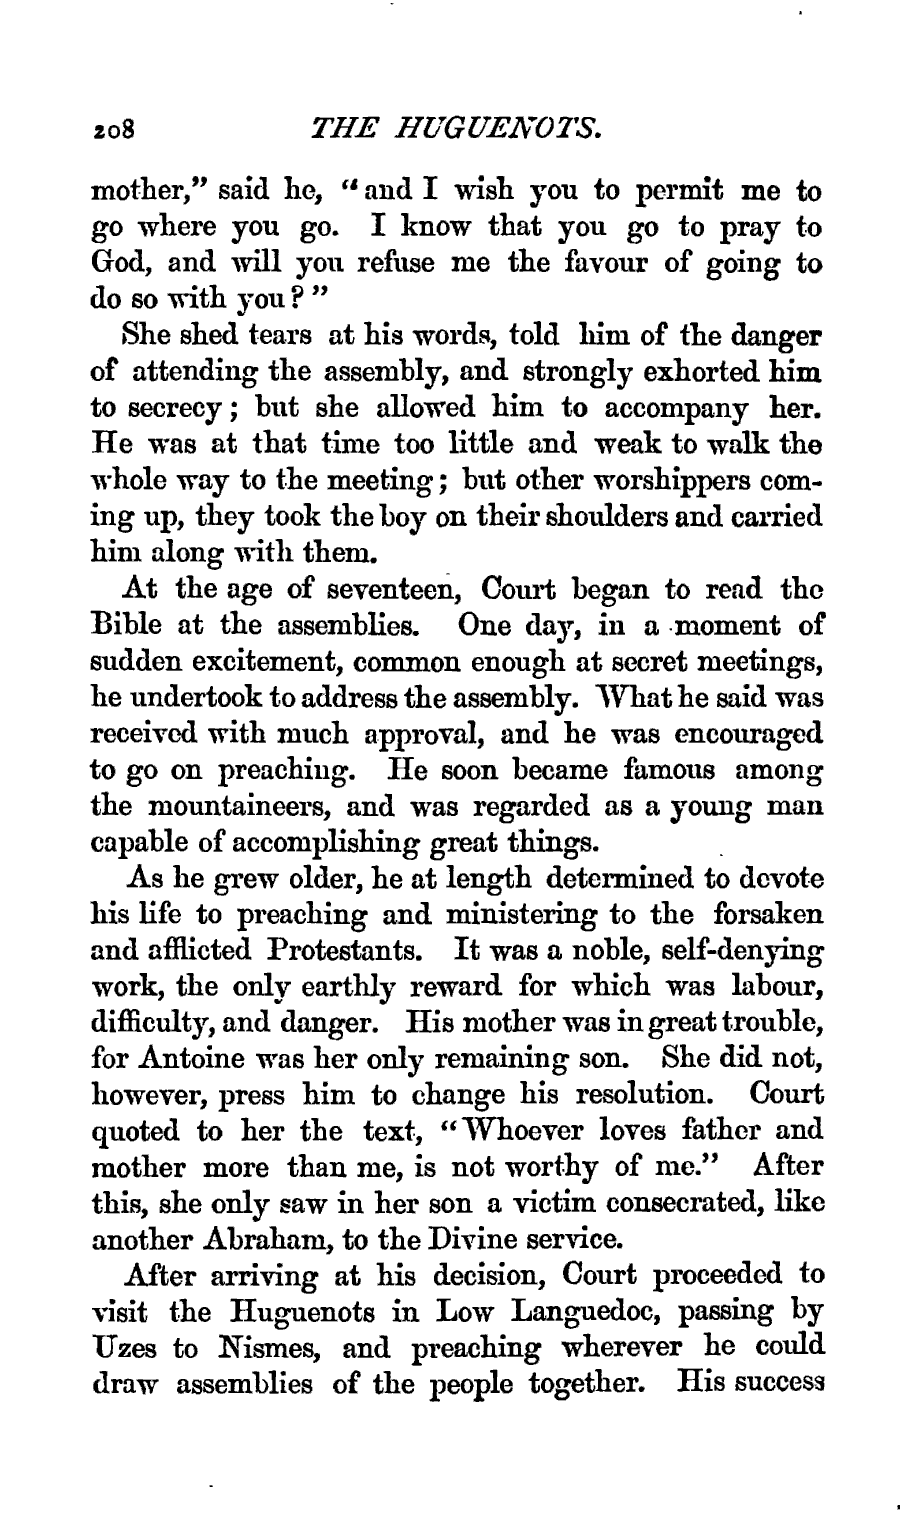 208 THE HUGUENOTS.
mother," said he, "and I wish you to permit me to
go where you go. I know that you go to pray to
God, and will you refuse me the favour of going to
do so with you?"
She shed tears at his words, told him of the danger
of attending the assembly, and strongly exhorted him
to secrecy; but she allowed him to accompany her.
He was at that time too little and weak to walk the
whole way to the meeting; but other worshippers com-
ing up, they took the boy on their shoulders and carried
him along with them.
At the age of seventeen, Court began to read the
Bible at the assemblies. One day, in a moment of
sudden excitement, common enough at secret meetings,
he undertook to address the assembly. What he said was
received with much approval, and he was encouraged
to go on preaching. He soon became famous among
the mountaineers, and was regarded as a young man
capable of accomplishing great things.
As he grew older, he at length determined to devote
his life to preaching and ministering to the forsaken
and afflicted Protestants. It was a noble, self-denying
work, the only earthly reward for which was labour,
difficulty, and danger. His mother was in great trouble,
for Antoine was her only remaining son. She did not,
however, press him to change his resolution. Court
quoted to her the text, "Whoever loves father and
mother more than me, is not worthy of me." After
this, she only saw in her son a victim consecrated, like
another Abraham, to the Divine service.
After arriving at his decision, Court proceeded to
visit the Huguenots in Low Languedoc, passing by
Uzes to Nismes, and preaching wherever he could
draw assemblies of the people together. His success